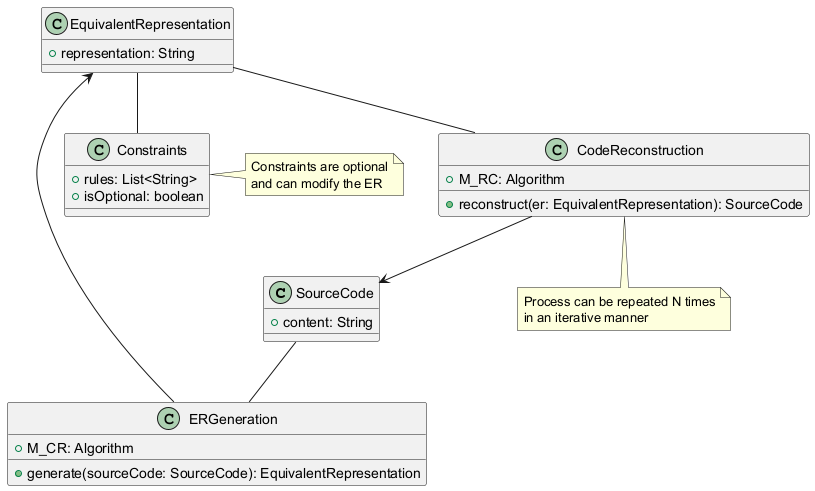 C EquivalentRepresentation
representation: String
C Constraints
rules: List<String>
isOptional: boolean
Constraints are optional
and can modify the ER
C CodeReconstruction
M_RC: Algorithm
reconstruct(er: EquivalentRepresentation): SourceCode
C SourceCode
content: String
Process can be repeated N times
in an iterative manner
C ERGeneration
M_CR: Algorithm
generate(sourceCode: SourceCode): EquivalentRepresentation